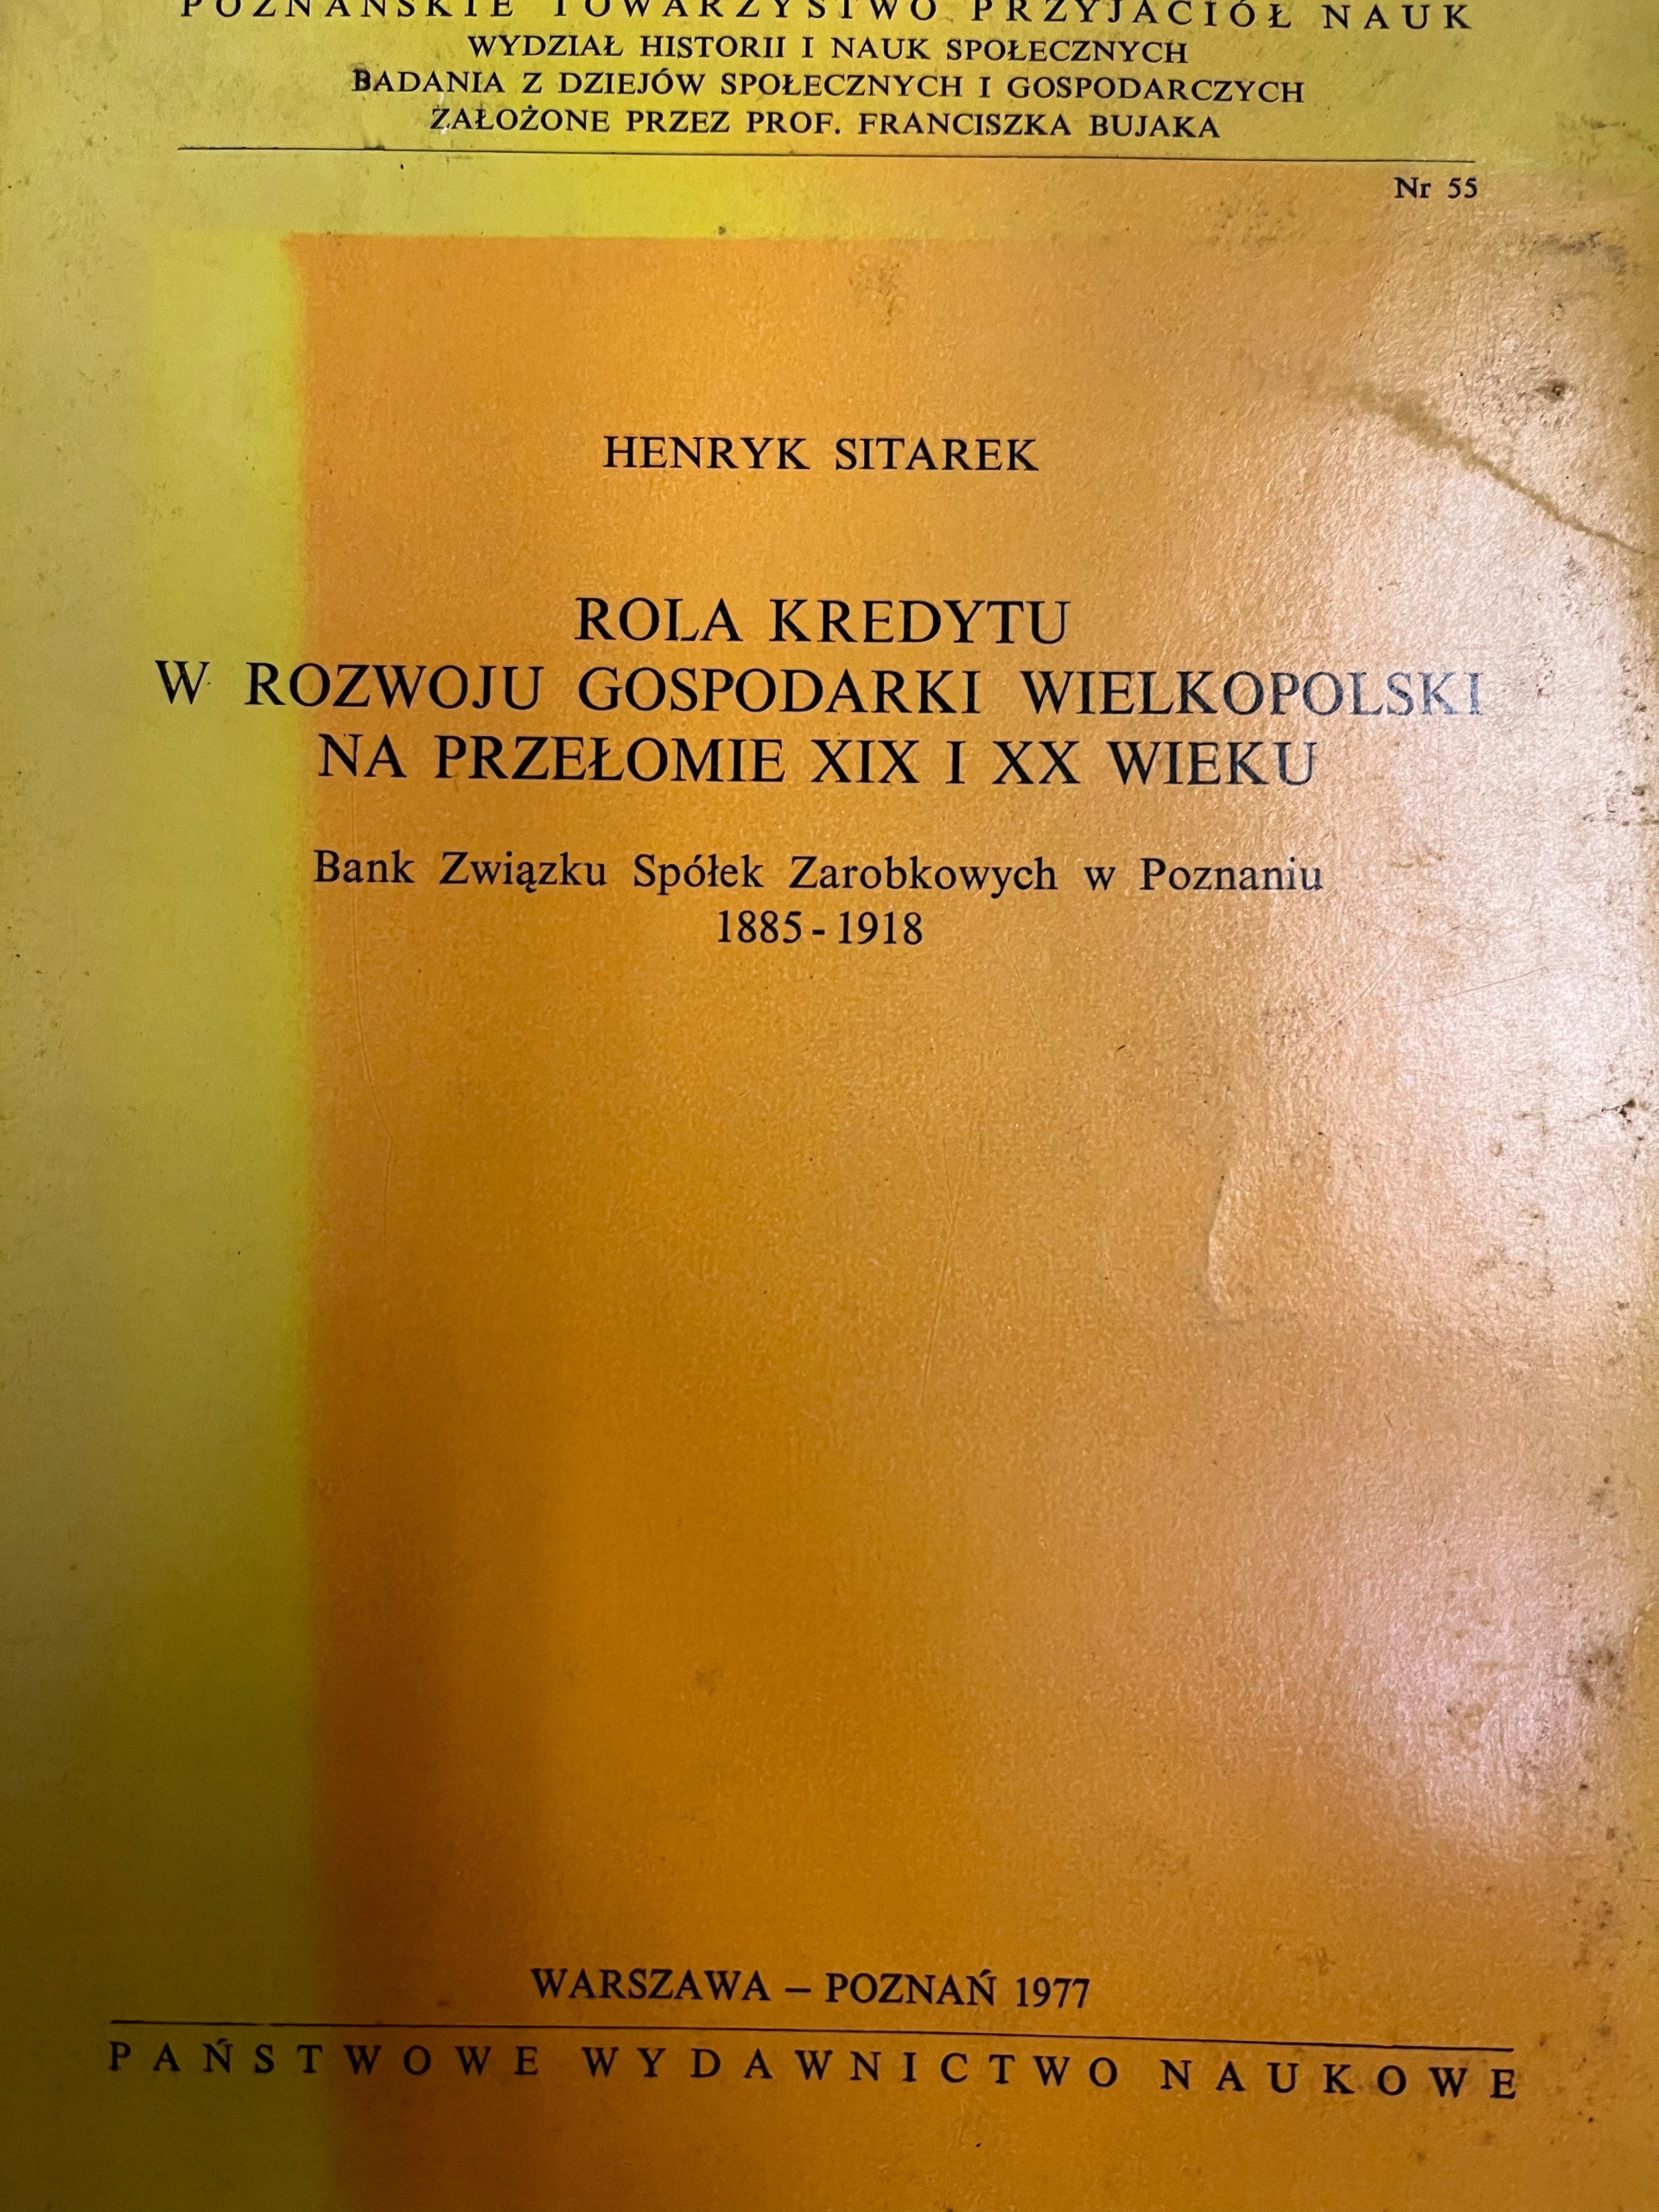 POZNAŃSKIE TOWARZYSTWO PRZYJACIÓŁ NAUK
WYDZIAŁ HISTORII I NAUK SPOŁECZNYCH
BADANIA Z DZIEJÓW SPOŁECZNYCH I GOSPODARCZYCH
ZAŁOŻONE PRZEZ PROF. FRANCISZKA BUJAKA
Nr 55
HENRYK SITAREK
ROLA KREDYTU
W ROZWOJU GOSPODARKI WIELKOPOLSKI
NA PRZEŁOMIE XIX I XX WIEKU
Bank Związku Spółek Zarobkowych w Poznaniu
1885-1918
WARSZAWA – POZNAŃ 1977
PAŃSTWOWE WYDAWNICTWO NAUKOWE